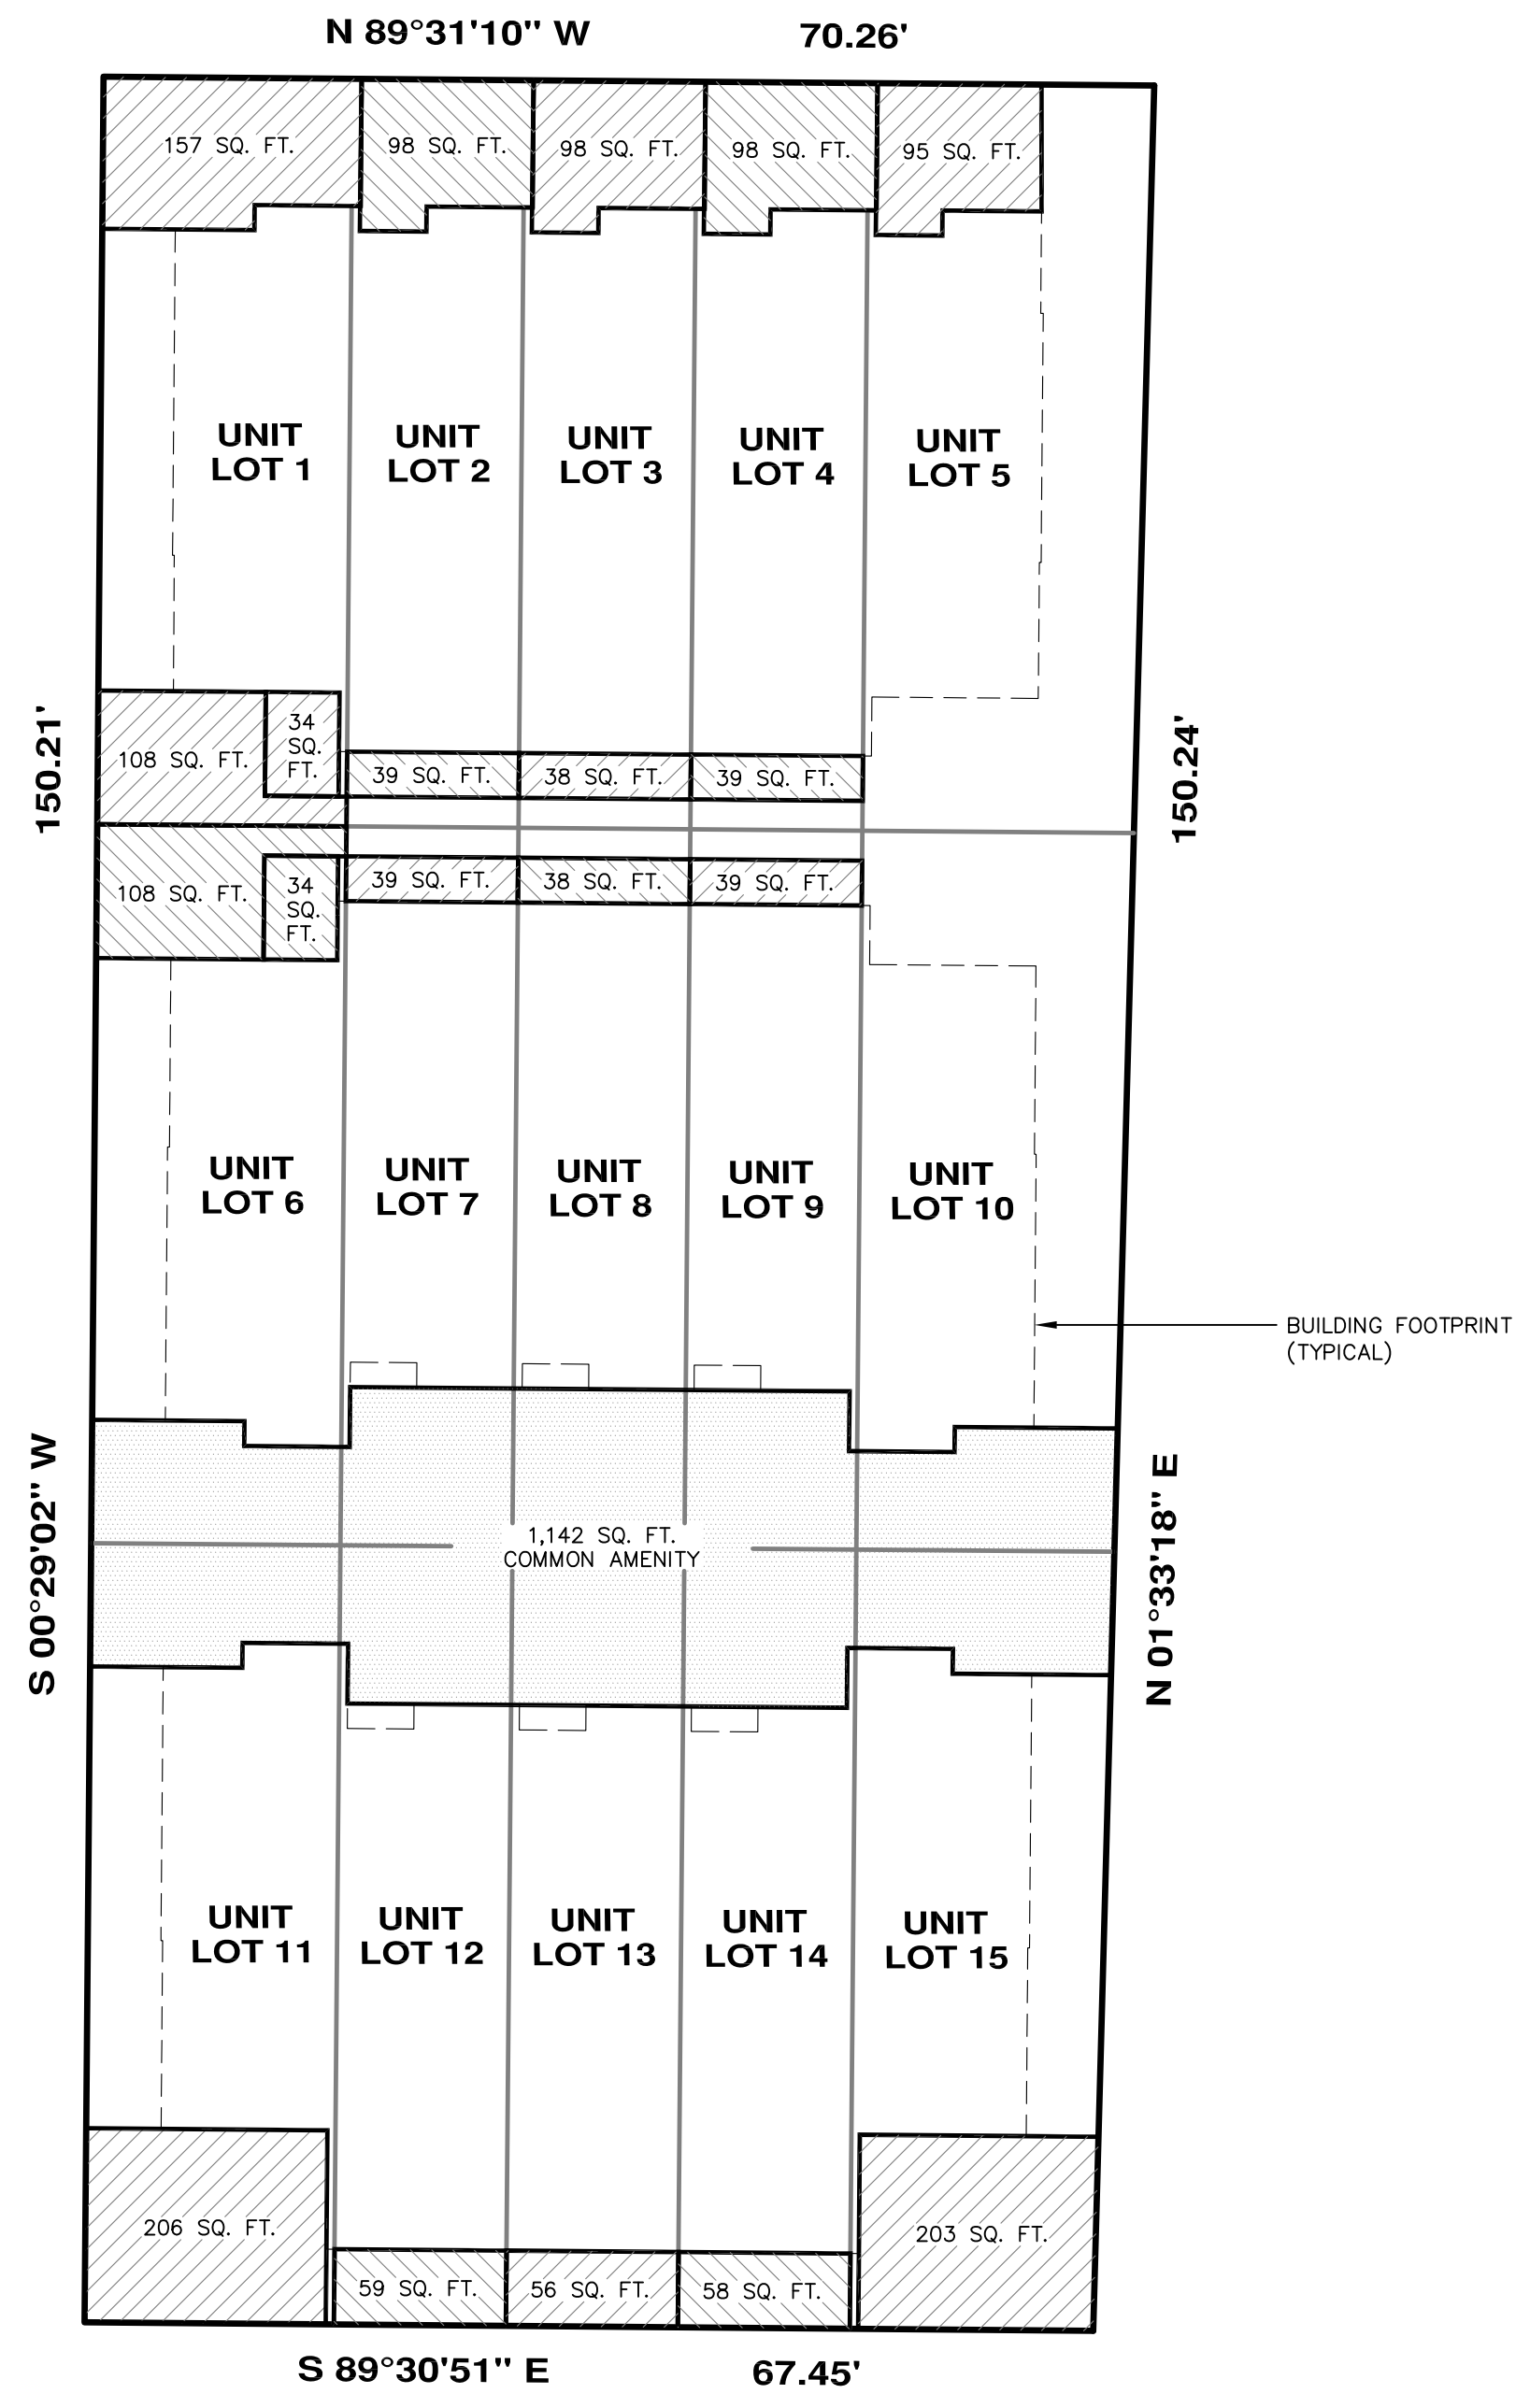 N 89°31'10" W 70.26'
157 SQ. FT. 98 SQ. FT. 98 SQ. FT. 98 SQ. FT. 95 SQ. FT.
UNIT
LOT 1
UNIT
LOT 2
UNIT
LOT 3
UNIT
LOT 4
UNIT
LOT 5
150.21'
150.24'
108 SQ. FT.
34
SQ.
FT.
39 SQ. FT. 38 SQ. FT. 39 SQ. FT.
108 SQ. FT.
34
SQ.
FT.
39 SQ. FT. 38 SQ. FT. 39 SQ. FT.
UNIT
LOT 6
UNIT
LOT 7
UNIT
LOT 8
UNIT
LOT 9
UNIT
LOT 10
BUILDING FOOTPRINT
(TYPICAL)
S 00°29'02" W
N 01°33'18" E
1,142 SQ. FT.
COMMON AMENITY
UNIT
LOT 11
UNIT
LOT 12
UNIT
LOT 13
UNIT
LOT 14
UNIT
LOT 15
206 SQ. FT.
203 SQ. FT.
59 SQ. FT. 56 SQ. FT. 58 SQ. FT.
S 89°30'51" E 67.45'